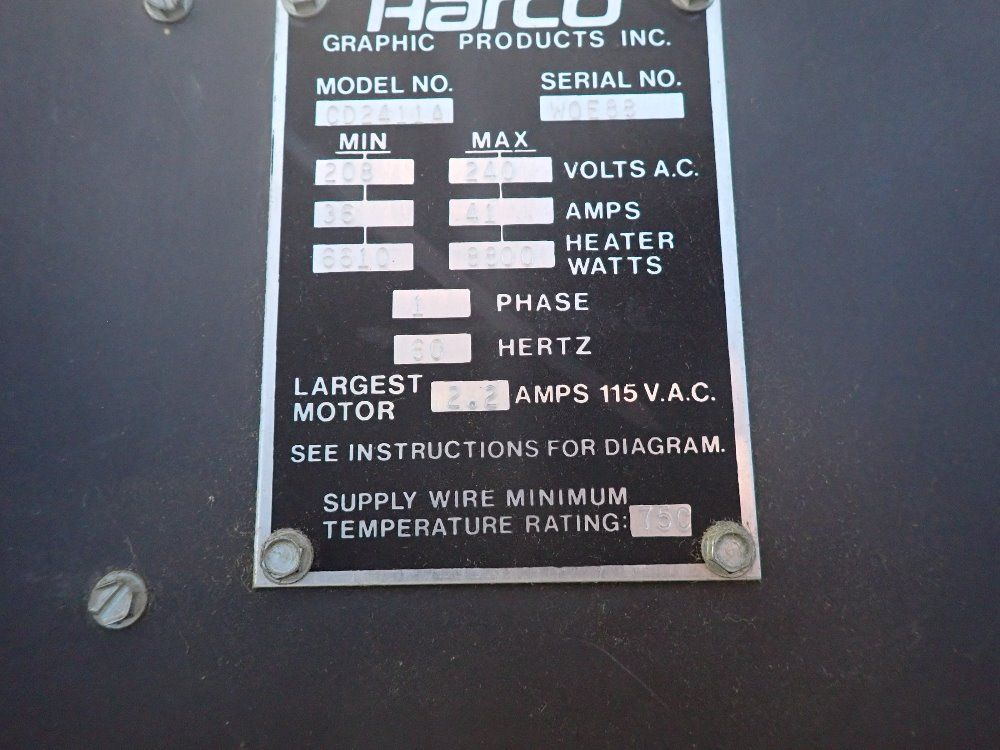 Harco
GRAPHIC PRODUCTS INC.
MODEL NO. SERIAL NO.
OD2411A WOE88
MIN MAX
208 240 VOLTS A.C.
36 41 AMPS
6610 8800 HEATER
WATTS
1 PHASE
60 HERTZ
LARGEST
MOTOR 2.2 AMPS 115 V.A.C.
SEE INSTRUCTIONS FOR DIAGRAM.
SUPPLY WIRE MINIMUM
TEMPERATURE RATING: 75C